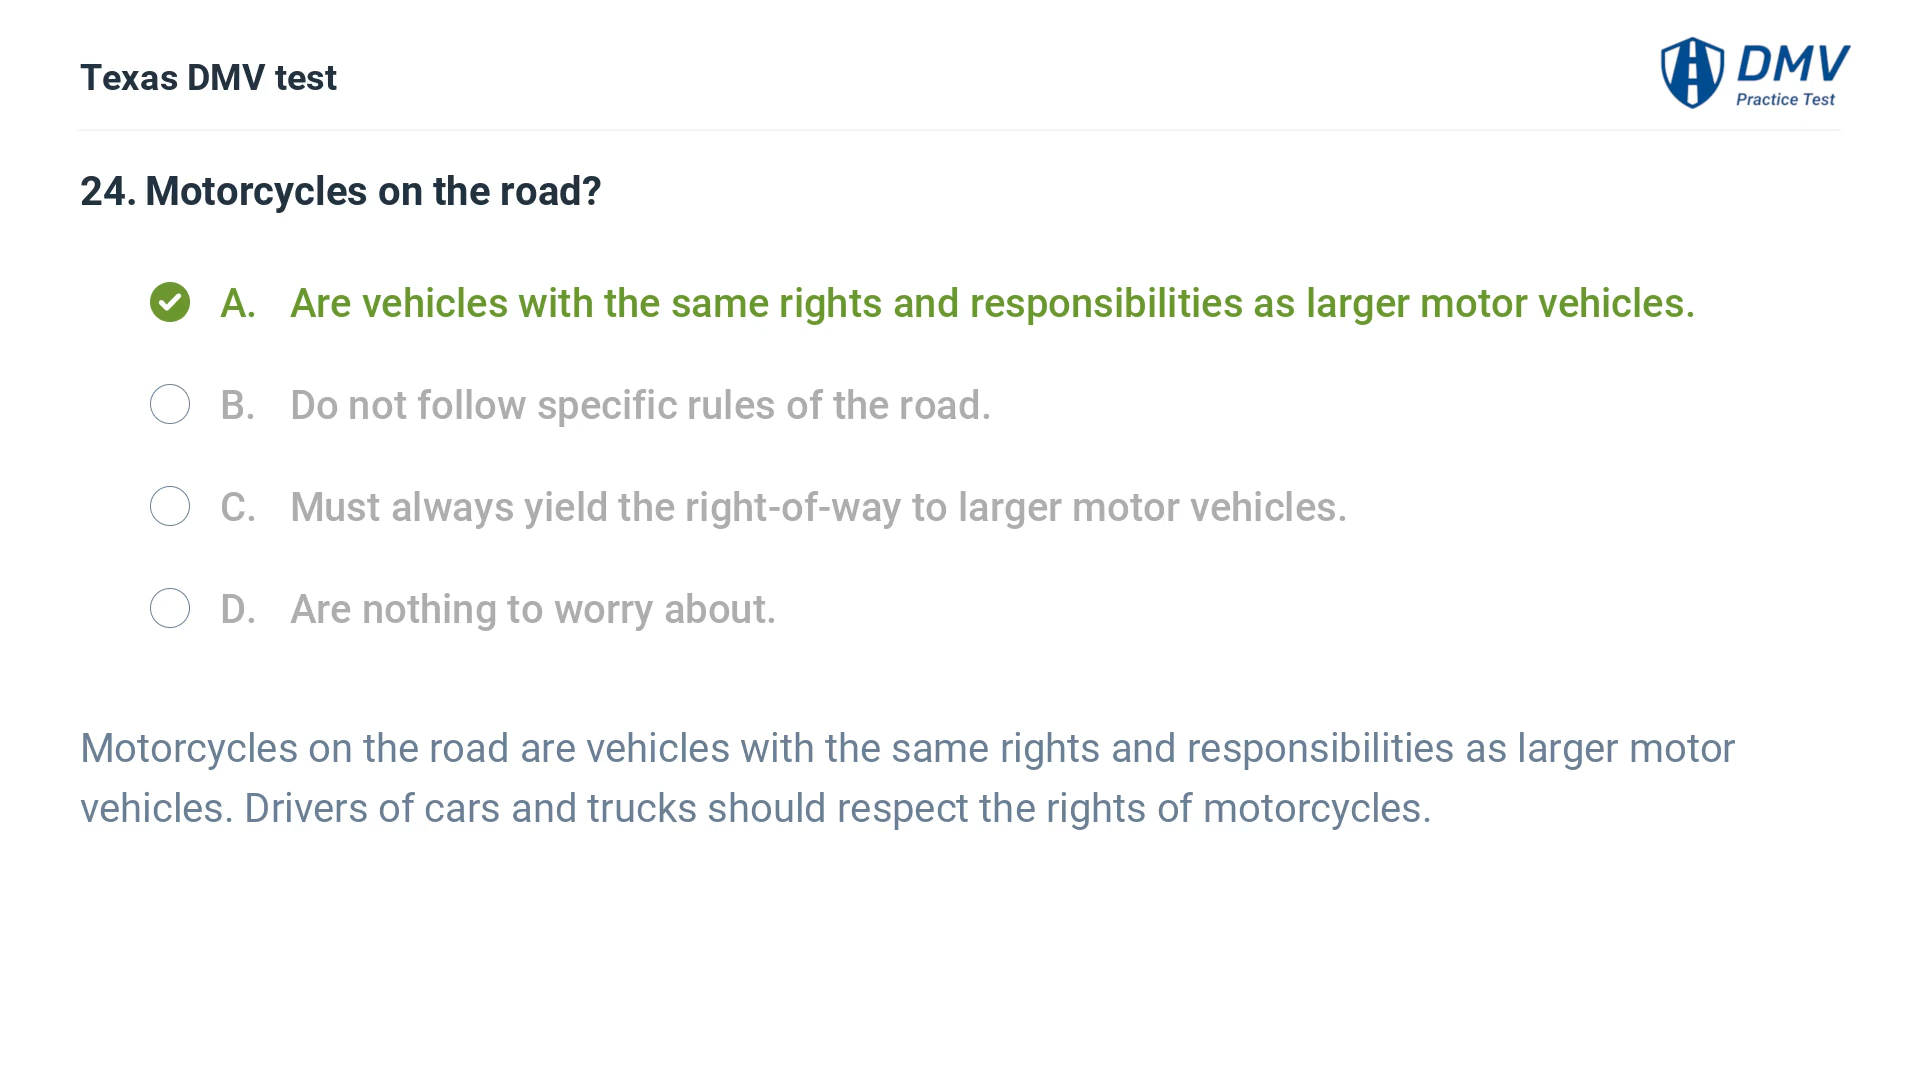 Texas DMV test
DMV
Practice Test
24. Motorcycles on the road?
A. Are vehicles with the same rights and responsibilities as larger motor vehicles.
B. Do not follow specific rules of the road.
C. Must always yield the right-of-way to larger motor vehicles.
D. Are nothing to worry about.
Motorcycles on the road are vehicles with the same rights and responsibilities as larger motor
vehicles. Drivers of cars and trucks should respect the rights of motorcycles.